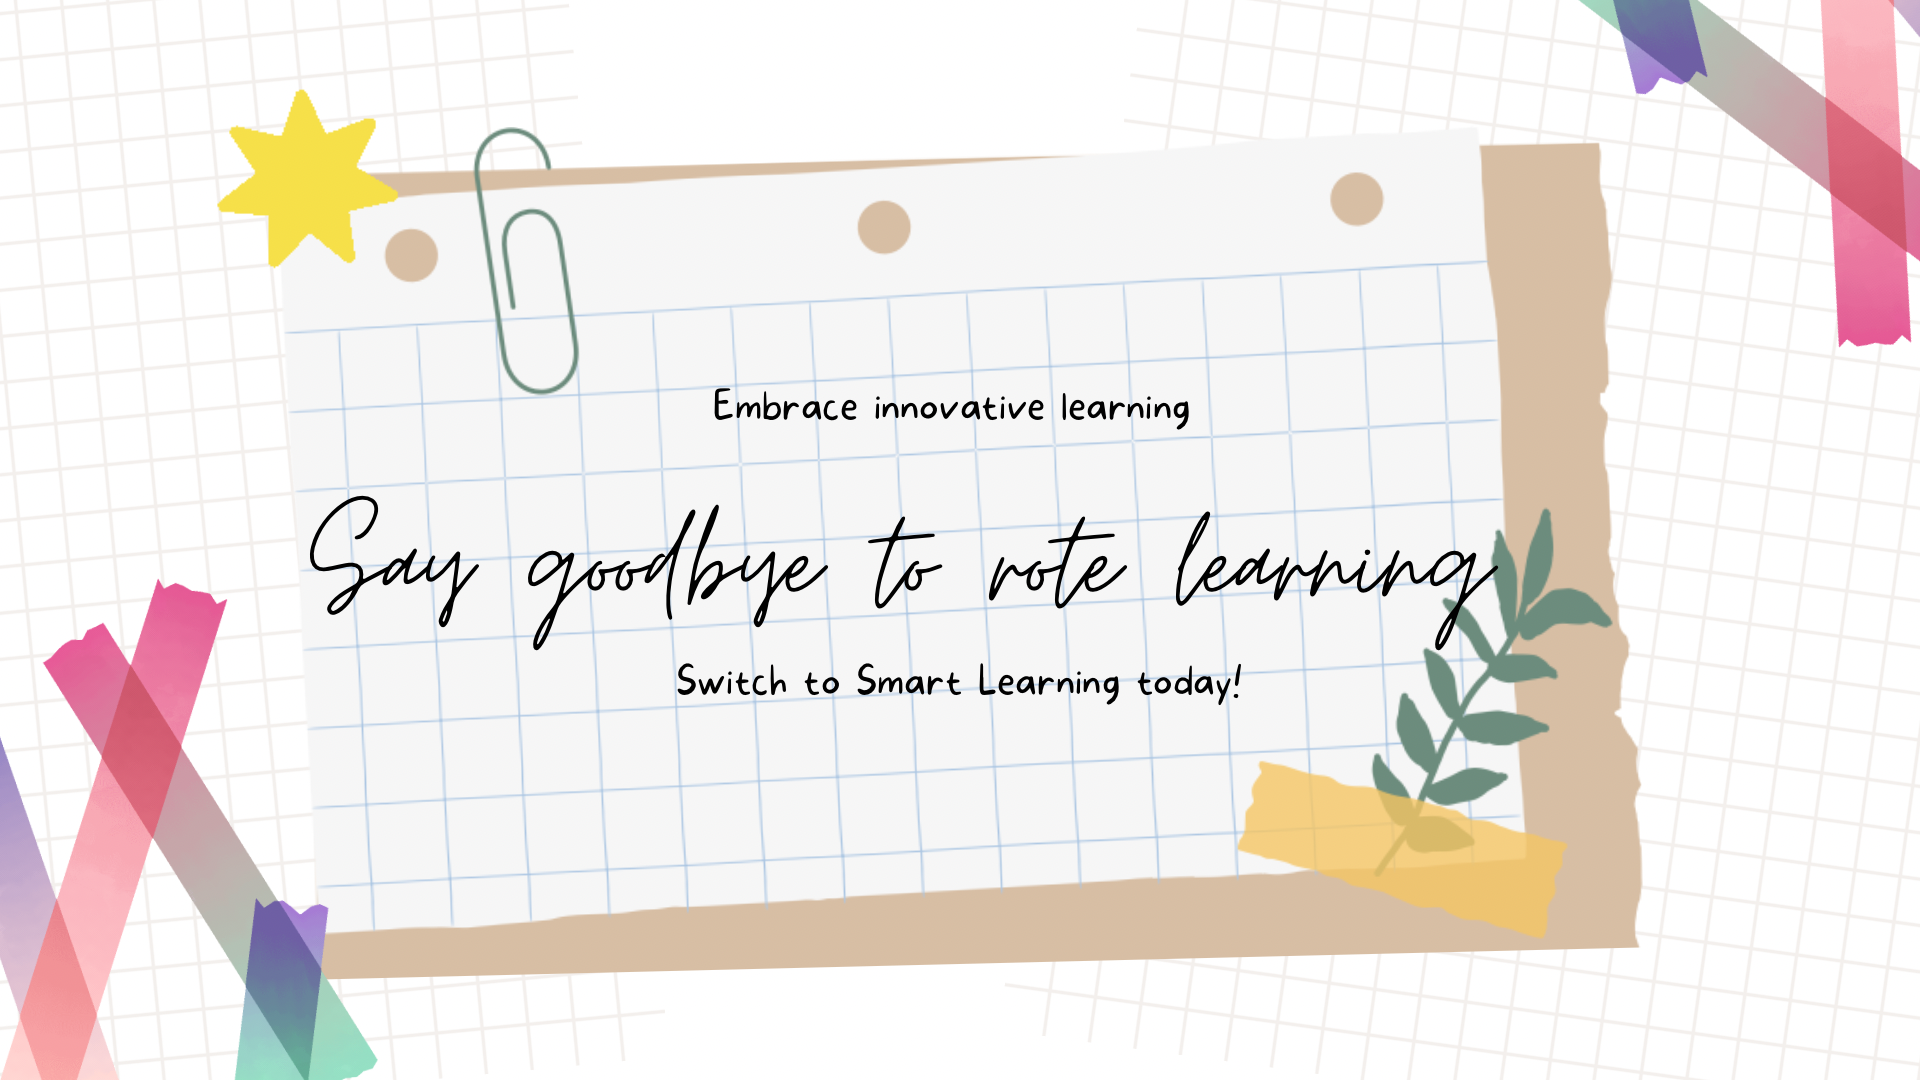 Embrace innovative learning
Say goodbye to rote learning
Switch to Smart Learning today!